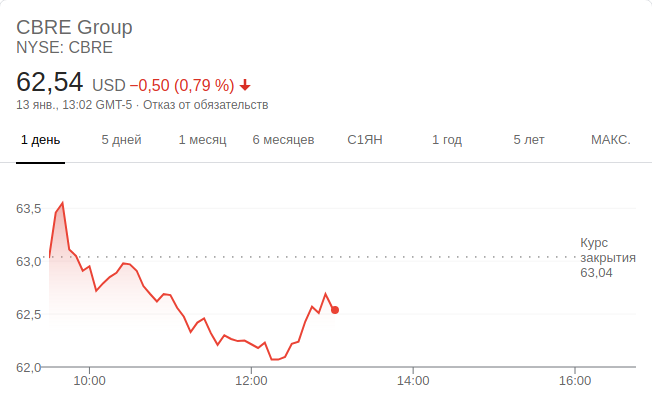 CBRE Group
NYSE: CBRE
62,54 USD −0,50 (0,79 %)
13 янв., 13:02 GMT-5 · Отказ от обязательств
1 день 5 дней 1 месяц 6 месяцев С1ЯН 1 год 5 лет МАКС.
63,5
Курс
63,0 закрытия
63,04
62,5
62,0
10:00 12:00 14:00 16:00